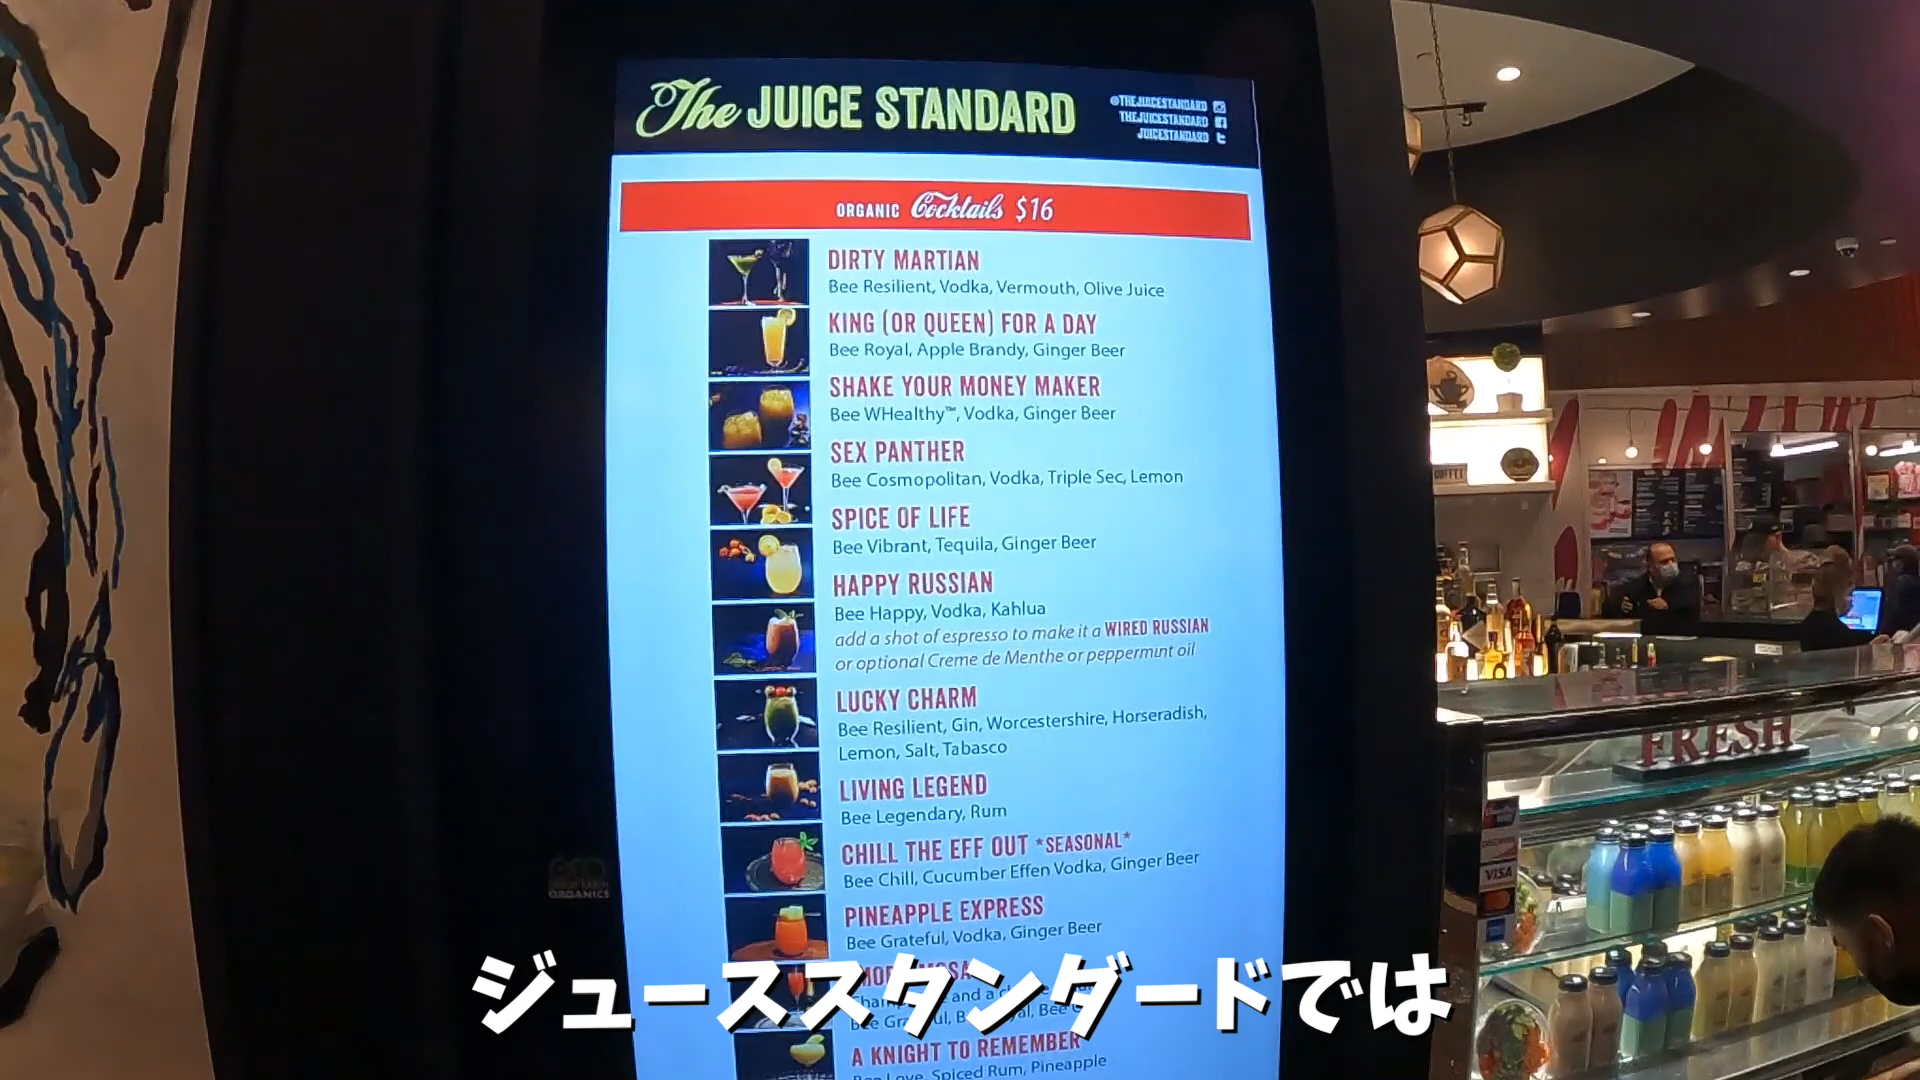 The JUICE STANDARD
@THEJUICESTANDARD
THEJUICESTANDARD
JUICESTANDARD
ORGANIC Cocktails $16
DIRTY MARTIAN
Bee Resilient, Vodka, Vermouth, Olive Juice
KING (OR QUEEN) FOR A DAY
Bee Royal, Apple Brandy, Ginger Beer
SHAKE YOUR MONEY MAKER
Bee WHealthy™, Vodka, Ginger Beer
SEX PANTHER
Bee Cosmopolitan, Vodka, Triple Sec, Lemon
SPICE OF LIFE
Bee Vibrant, Tequila, Ginger Beer
HAPPY RUSSIAN
Bee Happy, Vodka, Kahlua
add a shot of espresso to make it a WIRED RUSSIAN
or optional Creme de Menthe or peppermint oil
LUCKY CHARM
Bee Resilient, Gin, Worcestershire, Horseradish,
Lemon, Salt, Tabasco
LIVING LEGEND
Bee Legendary, Rum
CHILL THE EFF OUT *SEASONAL*
Bee Chill, Cucumber Effen Vodka, Ginger Beer
PINEAPPLE EXPRESS
Bee Grateful, Vodka, Ginger Beer
and a
Bee
A KNIGHT TO REMEMBER
Bee Love, Spiced Rum, Pineapple
ジューススタンダードでは
ORGANICS
FRESH
VISA